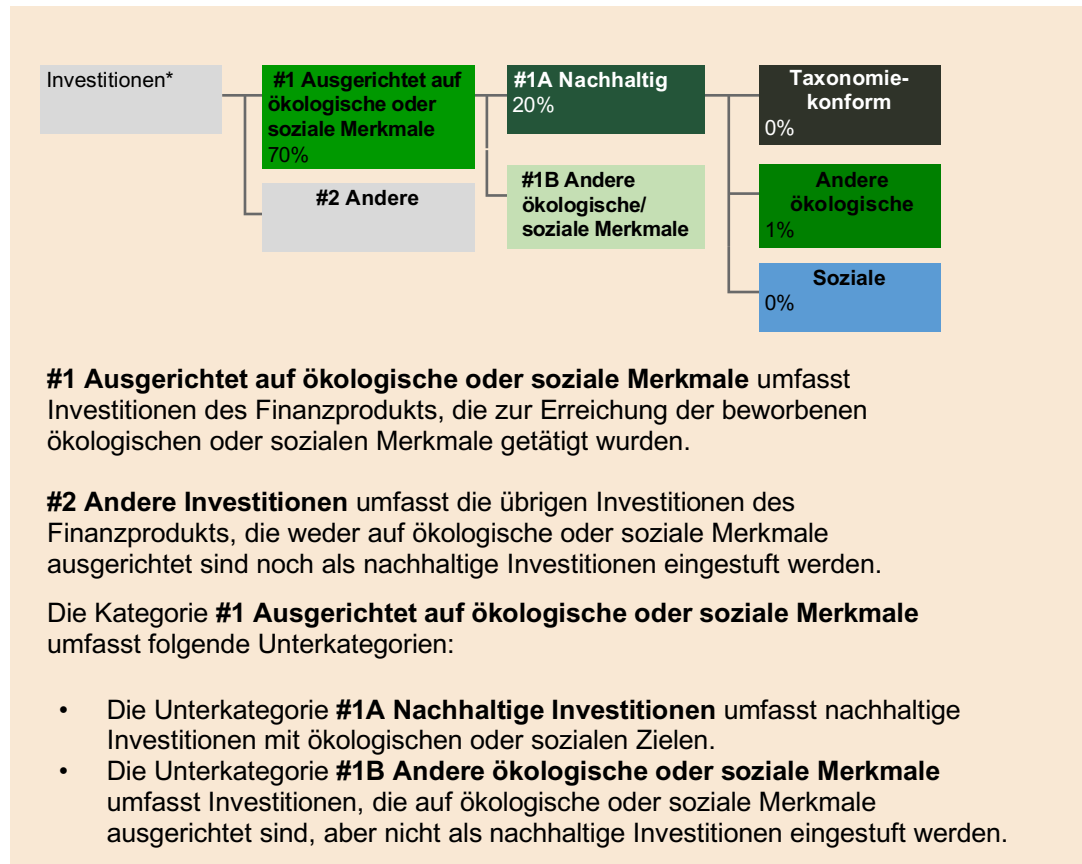 Investitionen*
#1 Ausgerichtet auf
ökologische oder
soziale Merkmale
70%
#2 Andere
#1A Nachhaltig
20%
#1B Andere
ökologische/
soziale Merkmale
Taxonomie-
konform
0%
Andere
ökologische
1%
Soziale
0%
#1 Ausgerichtet auf ökologische oder soziale Merkmale umfasst
Investitionen des Finanzprodukts, die zur Erreichung der beworbenen
ökologischen oder sozialen Merkmale getätigt wurden.
#2 Andere Investitionen umfasst die übrigen Investitionen des
Finanzprodukts, die weder auf ökologische oder soziale Merkmale
ausgerichtet sind noch als nachhaltige Investitionen eingestuft werden.
Die Kategorie #1 Ausgerichtet auf ökologische oder soziale Merkmale
umfasst folgende Unterkategorien:
• Die Unterkategorie #1A Nachhaltige Investitionen umfasst nachhaltige
Investitionen mit ökologischen oder sozialen Zielen.
• Die Unterkategorie #1B Andere ökologische oder soziale Merkmale
umfasst Investitionen, die auf ökologische oder soziale Merkmale
ausgerichtet sind, aber nicht als nachhaltige Investitionen eingestuft werden.